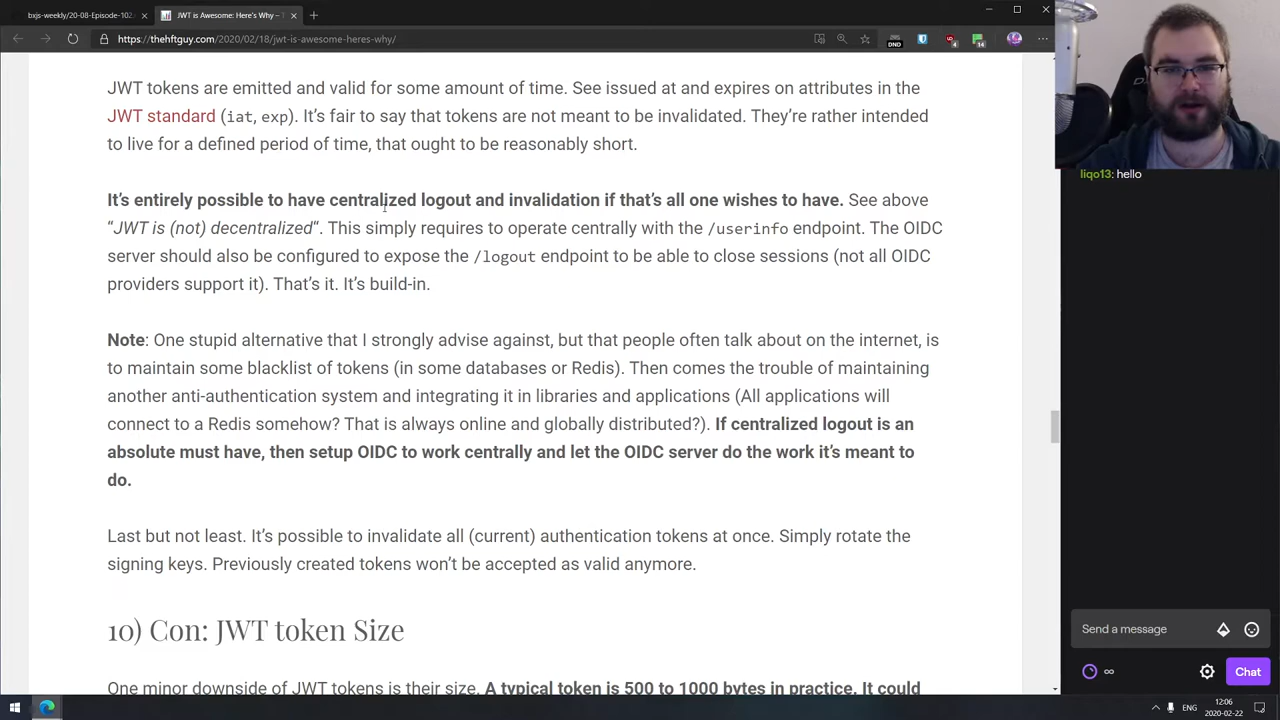 bxjs-weekly/20-08-Episode-102.
JWT is Awesome: Here's Why –
https://thehftguy.com/2020/02/18/jwt-is-awesome-heres-why/
DND
4
14
JWT tokens are emitted and valid for some amount of time. See issued at and expires on attributes in the
JWT standard (iat, exp). It's fair to say that tokens are not meant to be invalidated. They're rather intended
to live for a defined period of time, that ought to be reasonably short.
It's entirely possible to have centralized logout and invalidation if that's all one wishes to have. See above
“JWT is (not) decentralized“. This simply requires to operate centrally with the /userinfo endpoint. The OIDC
server should also be configured to expose the /logout endpoint to be able to close sessions (not all OIDC
providers support it). That's it. It's build-in.
Note: One stupid alternative that I strongly advise against, but that people often talk about on the internet, is
to maintain some blacklist of tokens (in some databases or Redis). Then comes the trouble of maintaining
another anti-authentication system and integrating it in libraries and applications (All applications will
connect to a Redis somehow? That is always online and globally distributed?). If centralized logout is an
absolute must have, then setup OIDC to work centrally and let the OIDC server do the work it's meant to
do.
Last but not least. It's possible to invalidate all (current) authentication tokens at once. Simply rotate the
signing keys. Previously created tokens won't be accepted as valid anymore.
10) Con: JWT token Size
One minor downside of JWT tokens is their size. A typical token is 500 to 1000 bytes in practice. It could
liqo13: hello
Send a message
∞
Chat
ENG
12:06
2020-02-22